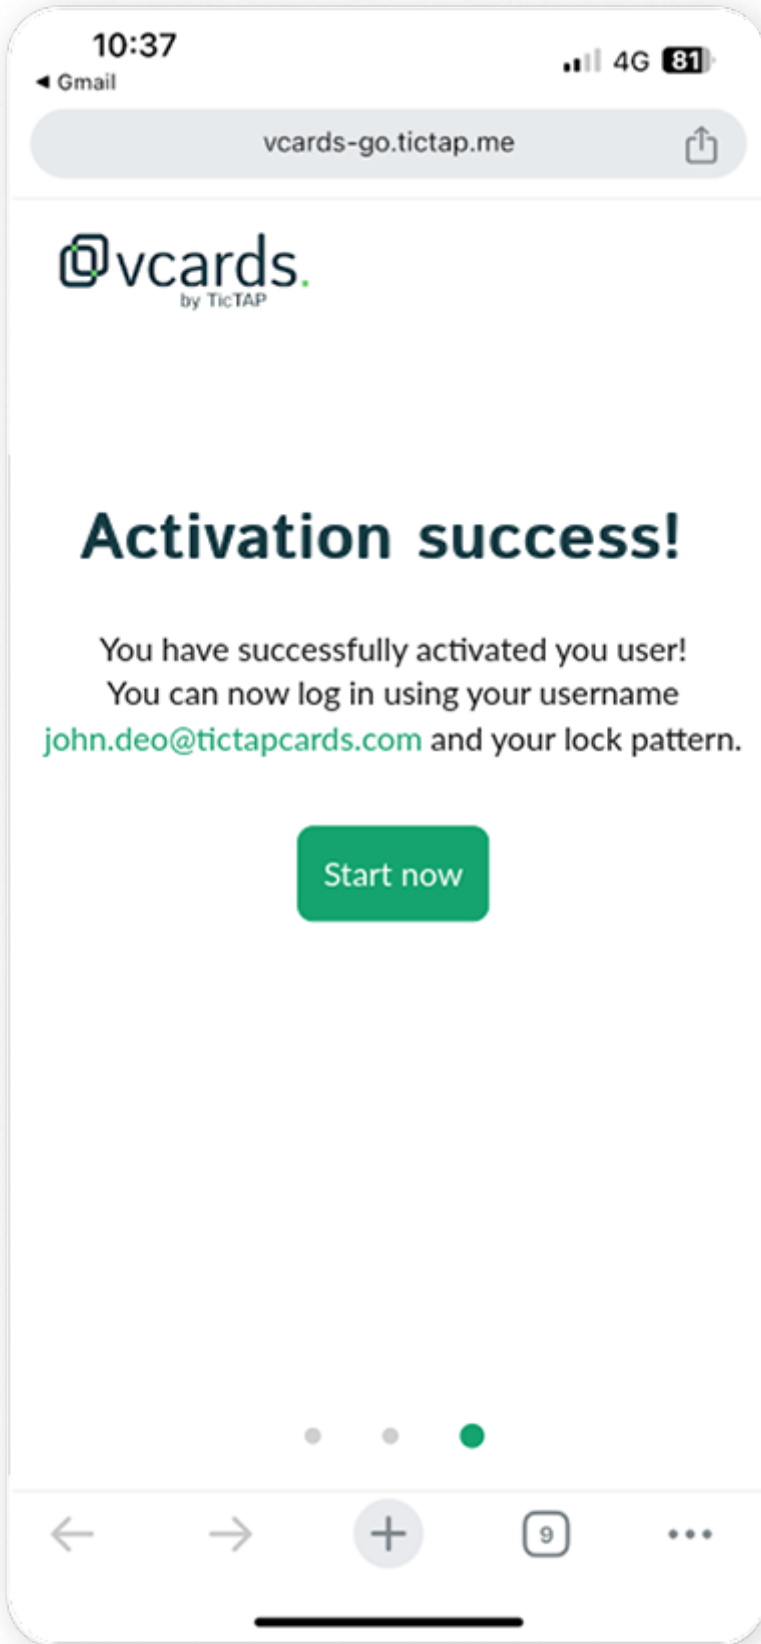 10:37
4G 81
◀ Gmail
vcards-go.tictap.me
vcards.
by TicTAP
Activation success!
You have successfully activated you user!
You can now log in using your username
john.deo@tictapcards.com and your lock pattern.
Start now
9